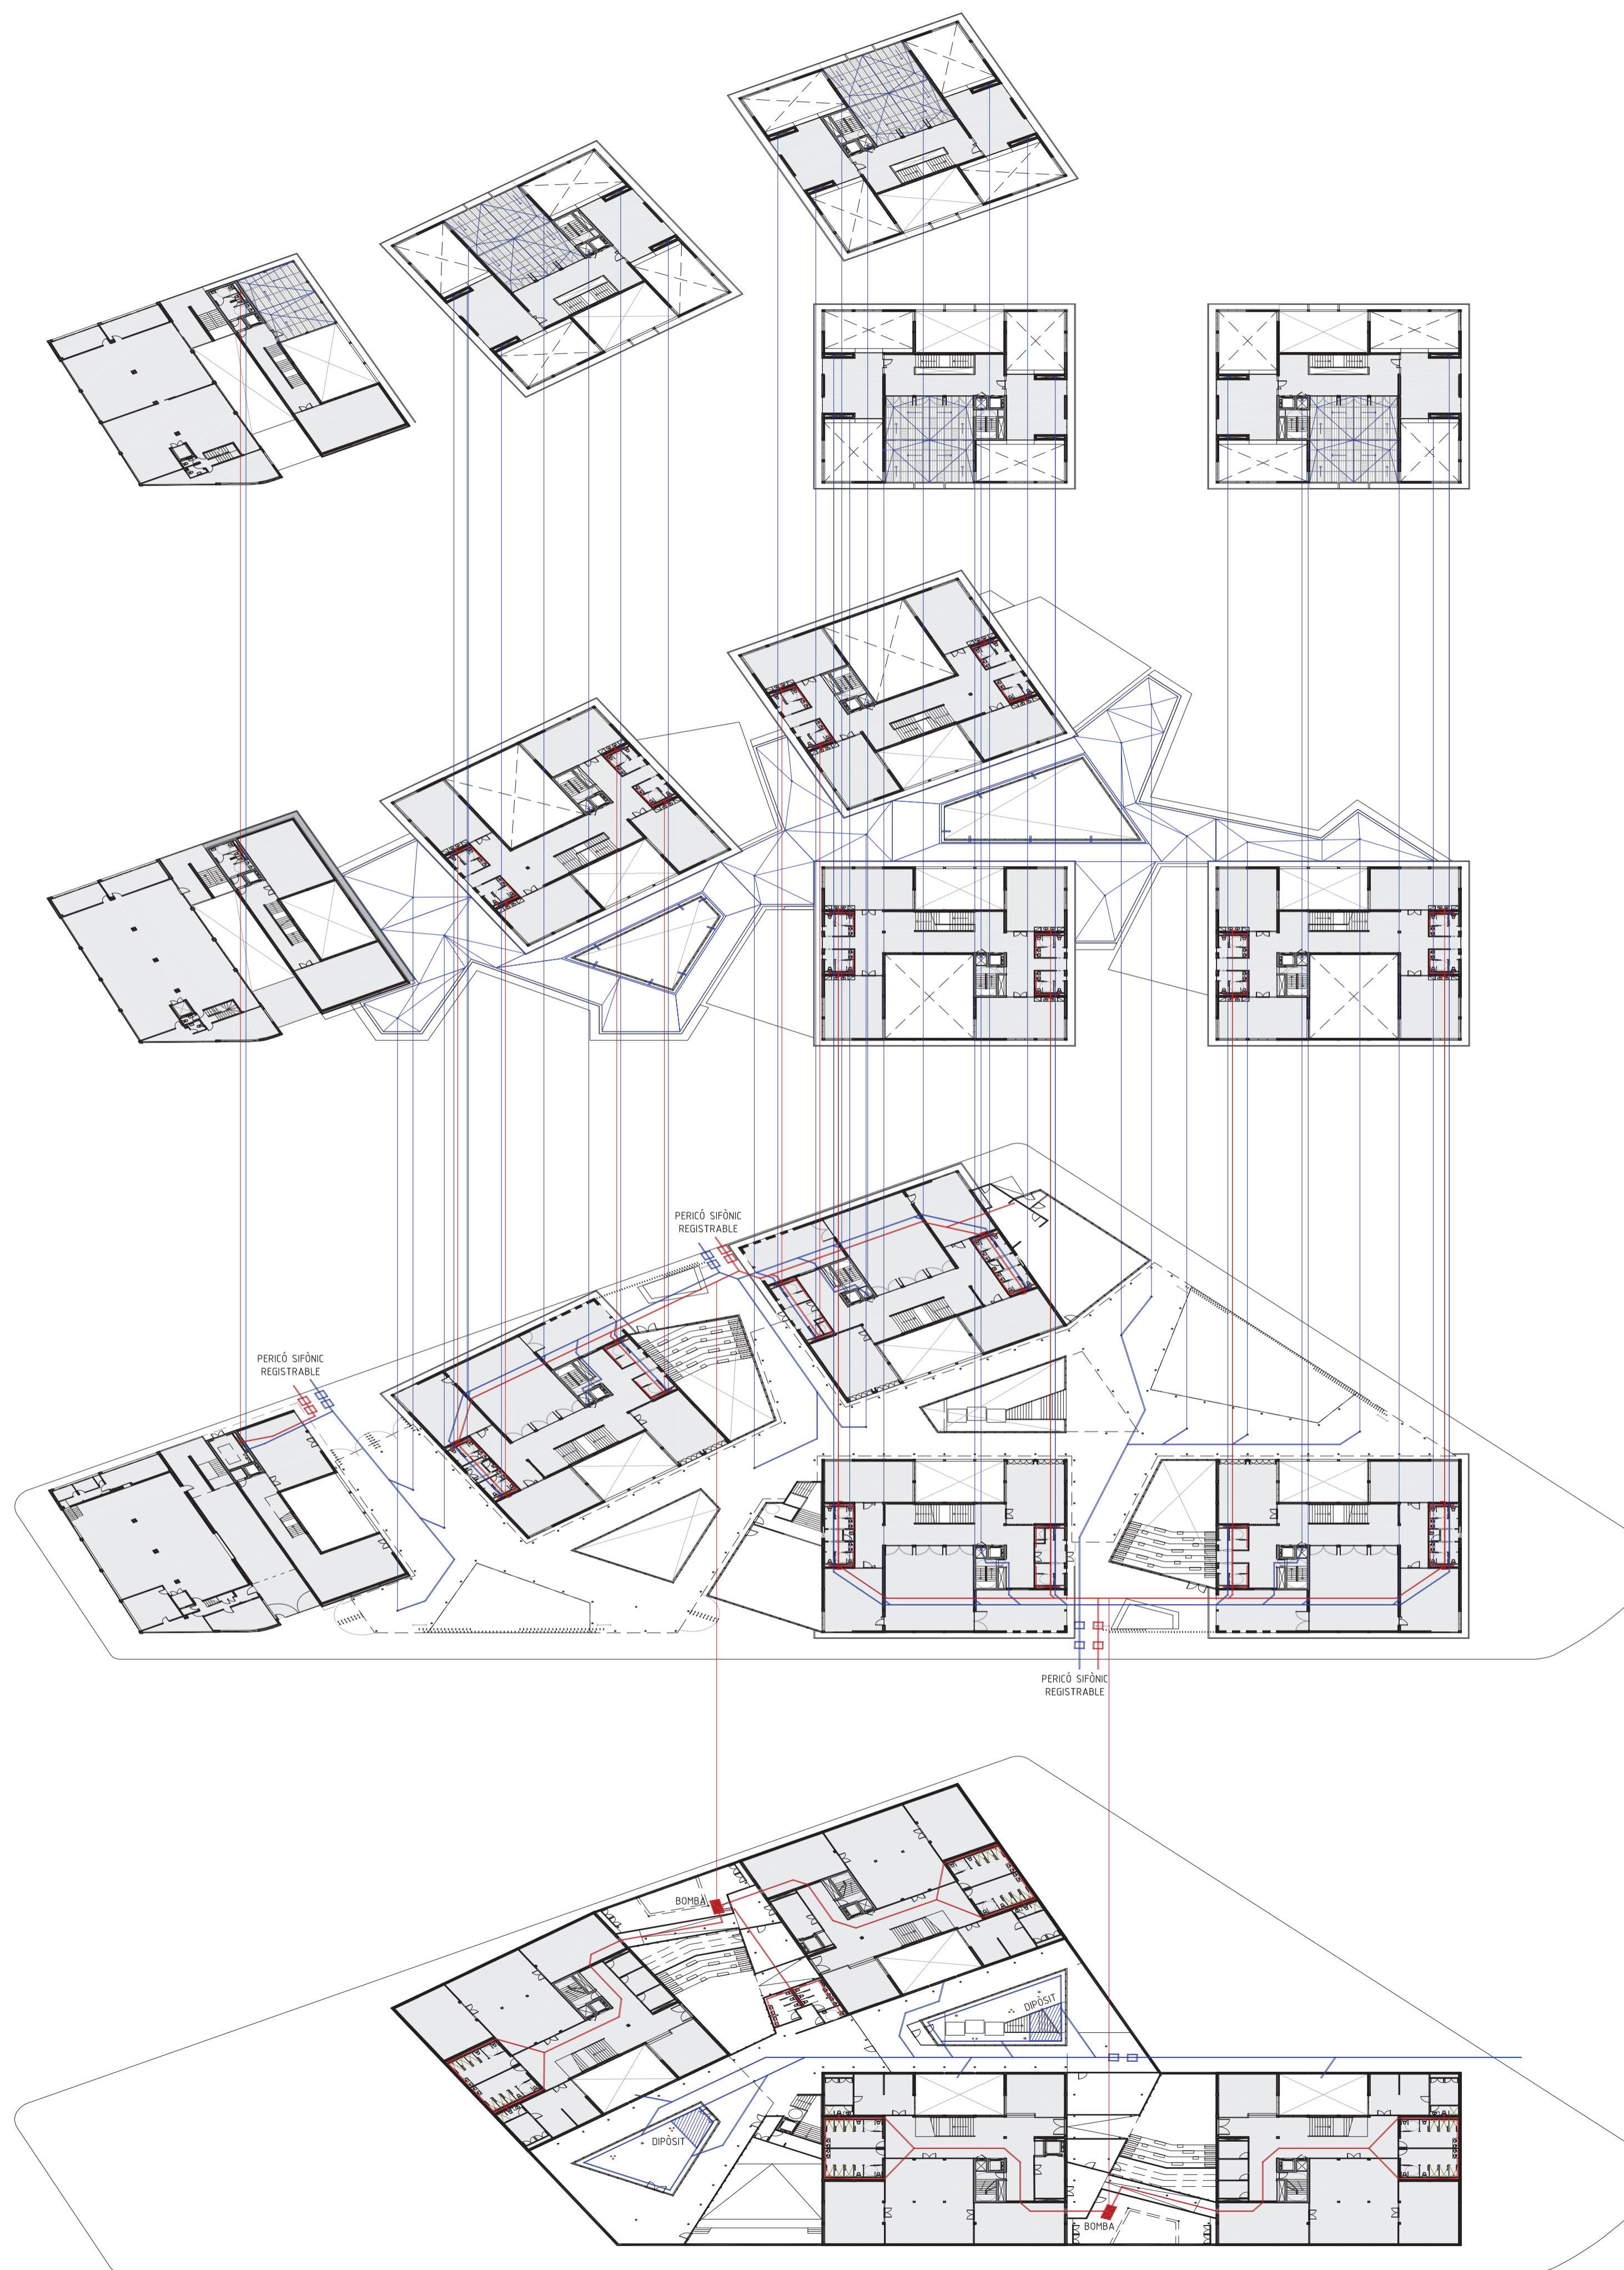 PERICÓ SIFÒNIC
REGISTRABLE
PERICÓ SIFÒNIC
REGISTRABLE
PERICÓ SIFÒNIC
REGISTRABLE
BOMBA
DIPÒSIT
DIPÒSIT
BOMBA